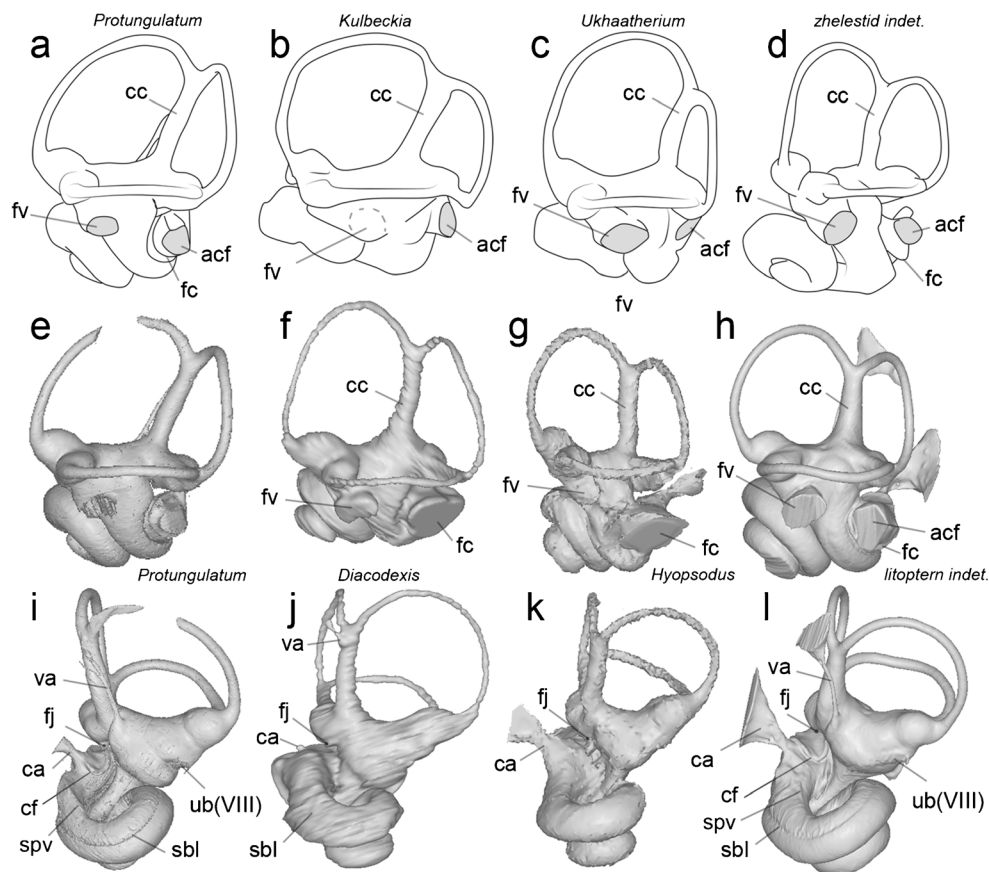 Protungulatum Kulbeckia Ukhaatherium zhelestid indet.
a b c d
cc cc cc cc
fv fv fv fv
acf acf acf acf
fc fc
fv
e f g h
cc cc cc
fv fv fv
fc fc acf
fc
Protungulatum Diacodexis Hyopsodus litoptern indet.
i j k l
va va va
fj fj fj
ca ca ca ca
cf ub(VIII) cf ub(VIII)
spv spv
sbl sbl sbl